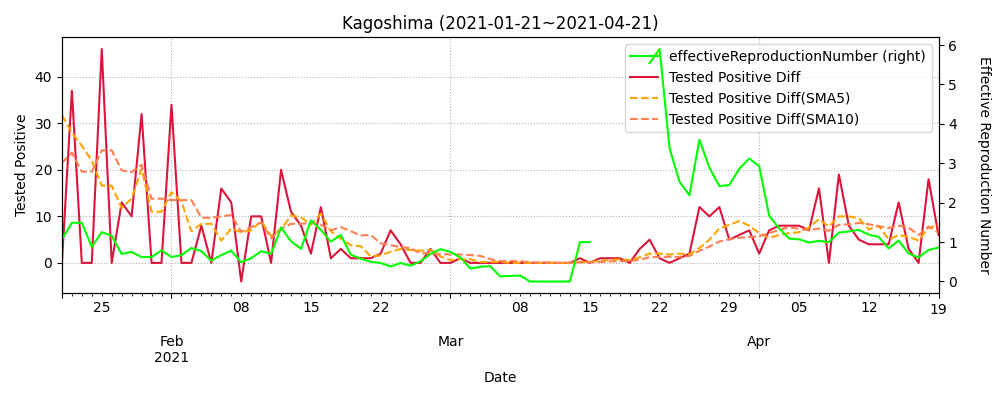 Kagoshima (2021-01-21~2021-04-21)
effectiveReproductionNumber (right)
Tested Positive Diff
Tested Positive Diff(SMA5)
Tested Positive Diff(SMA10)
Tested Positive
40
30
20
10
0
6
5
4
3
2
1
0
Effective Reproduction Number
25 08 15 22 08 15 22 29 05 12 19
Feb Mar Apr
2021
Date